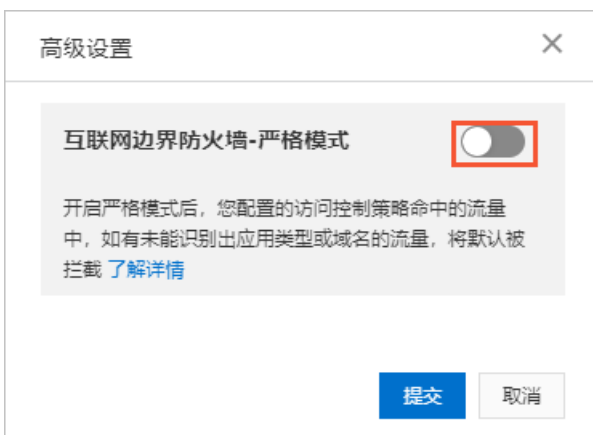 高级设置
互联网边界防火墙-严格模式
开启严格模式后，您配置的访问控制策略命中的流量
中，如有未能识别出应用类型或域名的流量，将默认被
拦截 了解详情
提交 取消